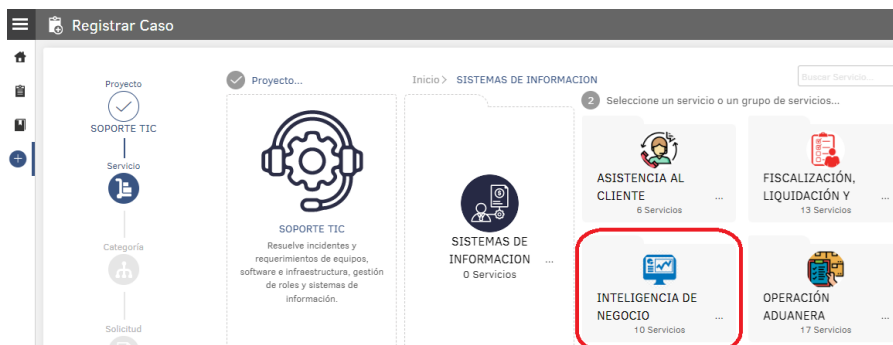 Registrar Caso
Proyecto
SOPORTE TIC
Servicio
Categoría
Solicitud
Proyecto...
SOPORTE TIC
Resuelve incidentes y
requerimientos de equipos,
software e infraestructura, gestión
de roles y sistemas de
información.
Inicio> SISTEMAS DE INFORMACION
SISTEMAS DE
INFORMACION ...
0 Servicios
Buscar Servicio...
2 Seleccione un servicio o un grupo de servicios...
ASISTENCIA AL
CLIENTE ...
6 Servicios
FISCALIZACIÓN,
LIQUIDACIÓN Y ...
13 Servicios
INTELIGENCIA DE
NEGOCIO ...
10 Servicios
OPERACIÓN
ADUANERA ...
17 Servicios